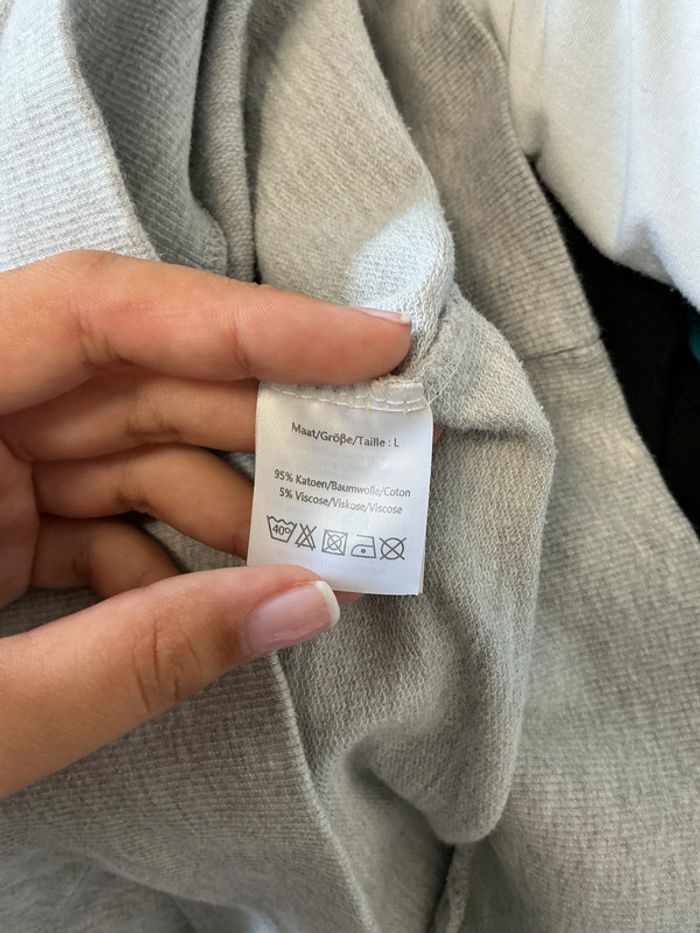 Maat/Größe/Taille : L
95% Katoen/Baumwolle/Coton
5% Viscose/Viskose/Viscose
40°